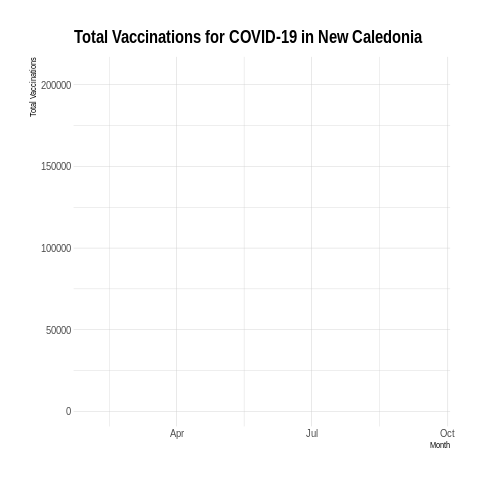 Total Vaccinations for COVID-19 in New Caledonia
Total Vaccinations
200000
150000
100000
50000
0
Apr Jul Oct
Month